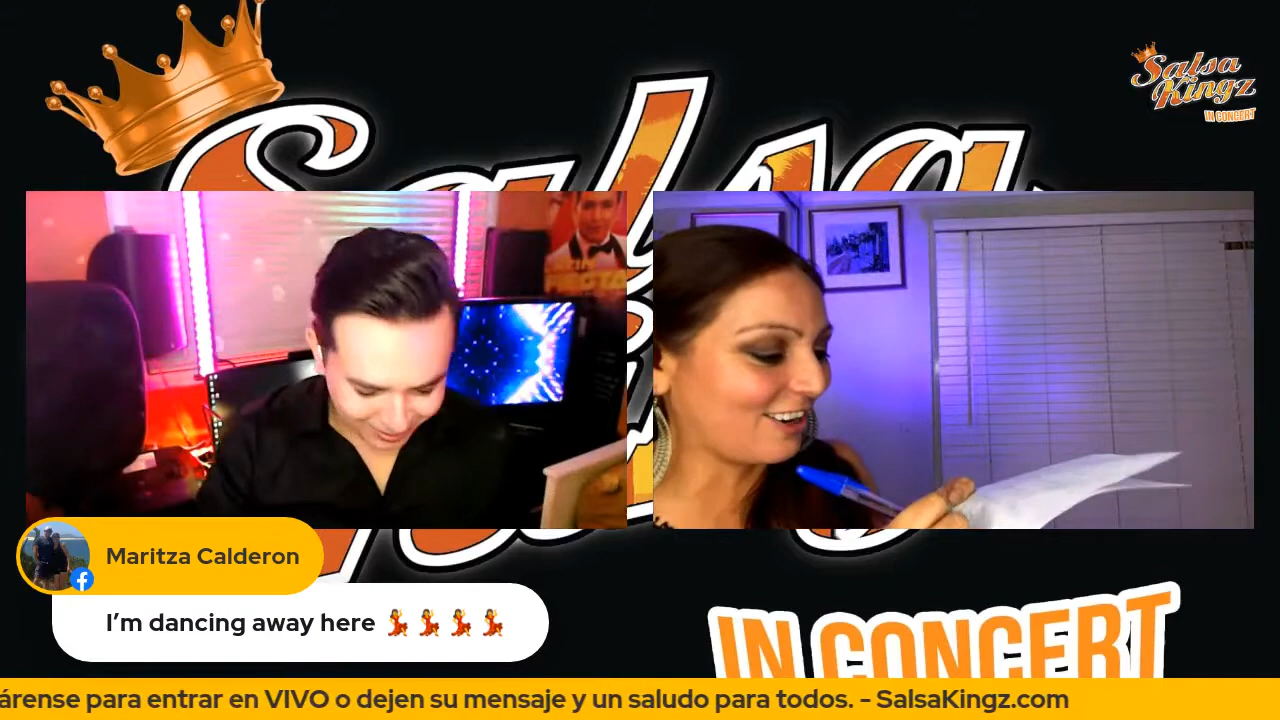 Salsa
Kingz
IN CONCERT
Salsa
Maritza Calderon
I’m dancing away here 💃💃💃💃
IN CONCERT
árense para entrar en VIVO o dejen su mensaje y un saludo para todos. - SalsaKingz.com